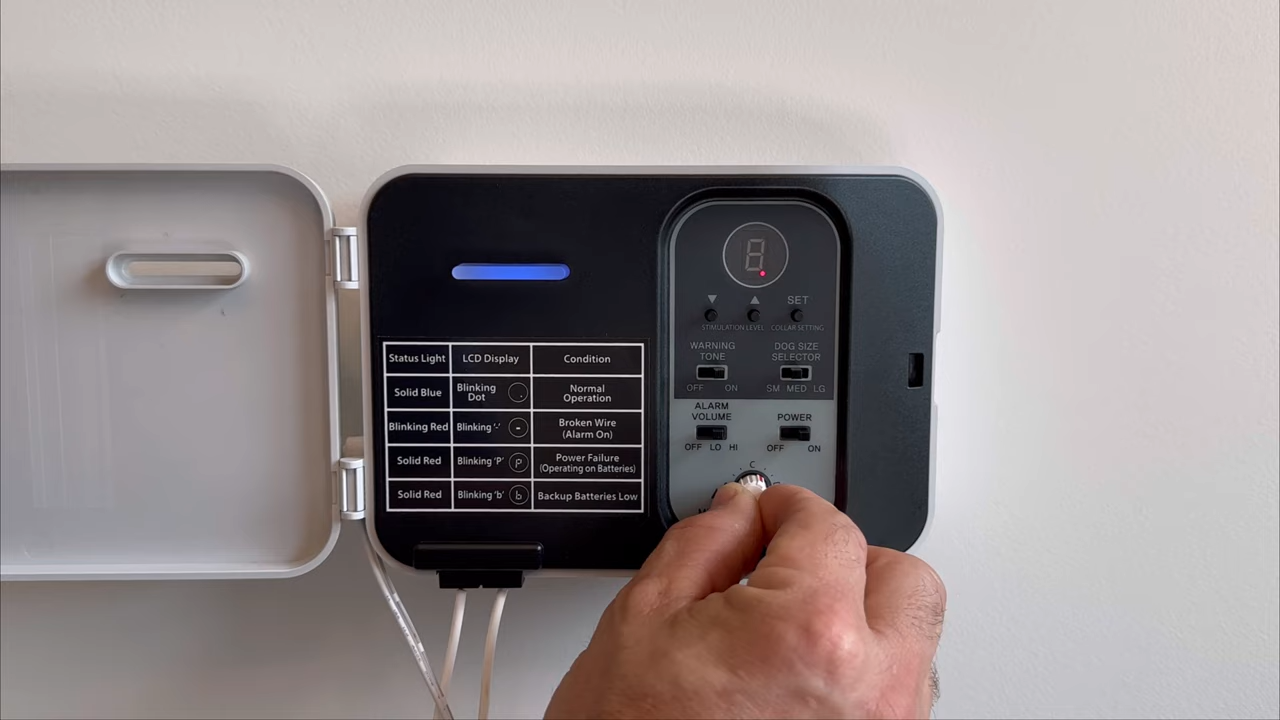 ▼ ▲ SET
STIMULATION LEVEL COLLAR SETTING
WARNING
TONE
OFF ON
DOG SIZE
SELECTOR
SM MED LG
ALARM
VOLUME
OFF LO HI
POWER
OFF ON
C
Status Light LCD Display Condition
Solid Blue
Blinking
Dot .
Normal
Operation
Blinking Red Blinking '-' -
Broken Wire
(Alarm On)
Solid Red Blinking 'P' P
Power Failure
(Operating on Batteries)
Solid Red Blinking 'b' b Backup Batteries Low